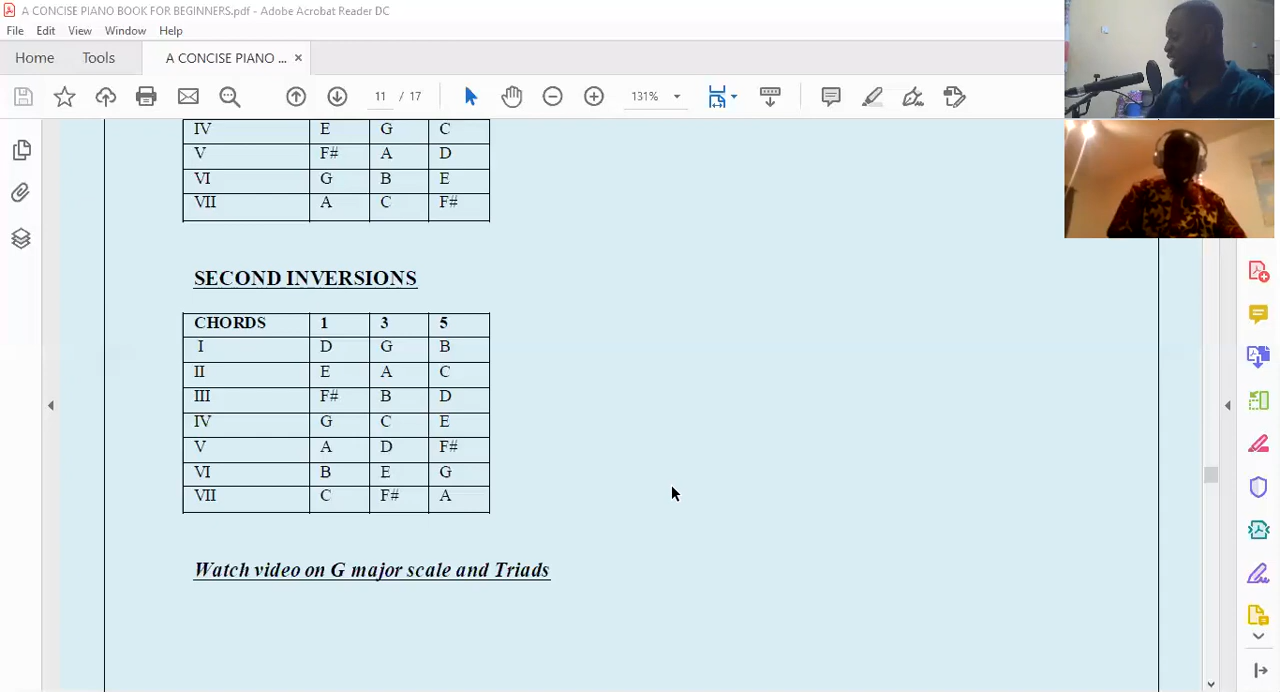 A CONCISE PIANO BOOK FOR BEGINNERS.pdf - Adobe Acrobat Reader DC
File Edit View Window Help
Home Tools A CONCISE PIANO ... ×
11 / 17 131%
IV E G C
V F# A D
VI G B E
VII A C F#
SECOND INVERSIONS
CHORDS 1 3 5
I D G B
II E A C
III F# B D
IV G C E
V A D F#
VI B E G
VII C F# A
Watch video on G major scale and Triads